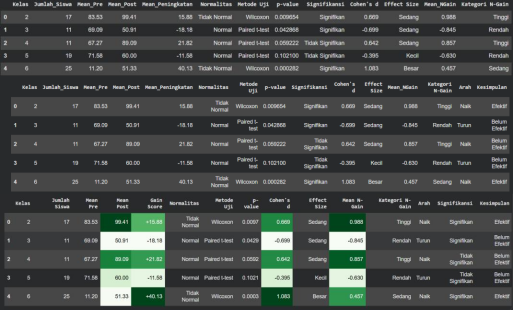 Kelas Jumlah_Siswa Mean_Pre Mean_Post Mean_Peningkatan Normalitas Metode Uji p-value Signifikansi Cohen's d Effect Size Mean_NGain Kategori N-Gain
0 2 17 83.53 99.41 15.88 Tidak Normal Wilcoxon 0.009654 Signifikan 0.669 Sedang 0.988 Tinggi
1 3 11 69.09 50.91 -18.18 Normal Paired t-test 0.042868 Signifikan -0.699 Sedang -0.845 Rendah
2 4 11 67.27 89.09 21.82 Normal Paired t-test 0.059222 Tidak Signifikan 0.642 Sedang 0.857 Tinggi
3 5 19 71.58 60.00 -11.58 Normal Paired t-test 0.102100 Tidak Signifikan -0.395 Kecil -0.630 Rendah
4 6 25 11.20 51.33 40.13 Tidak Normal Wilcoxon 0.000282 Signifikan 1.083 Besar 0.457 Sedang
Kelas Jumlah_Siswa Mean_Pre Mean_Post Mean_Peningkatan Normalitas Metode Uji p-value Signifikansi Cohen's d Effect Size Mean_NGain Kategori N-Gain Arah Kesimpulan
0 2 17 83.53 99.41 15.88 Tidak Normal Wilcoxon 0.009654 Signifikan 0.669 Sedang 0.988 Tinggi Naik Efektif
1 3 11 69.09 50.91 -18.18 Normal Paired t-test 0.042868 Signifikan -0.699 Sedang -0.845 Rendah Turun Belum Efektif
2 4 11 67.27 89.09 21.82 Normal Paired t-test 0.059222 Tidak Signifikan 0.642 Sedang 0.857 Tinggi Naik Belum Efektif
3 5 19 71.58 60.00 -11.58 Normal Paired t-test 0.102100 Tidak Signifikan -0.395 Kecil -0.630 Rendah Turun Belum Efektif
4 6 25 11.20 51.33 40.13 Tidak Normal Wilcoxon 0.000282 Signifikan 1.083 Besar 0.457 Sedang Naik Efektif
Kelas Jumlah Siswa Mean Pre Mean Post Gain Score Normalitas Metode Uji p-value Cohen's d Effect Size Mean N-Gain Kategori N-Gain Arah Signifikansi Kesimpulan
0 2 17 83.53 99.41 +15.88 Tidak Normal Wilcoxon 0.0097 0.669 Sedang 0.988 Tinggi Naik Signifikan Efektif
1 3 11 69.09 50.91 -18.18 Normal Paired t-test 0.0429 -0.699 Sedang -0.845 Rendah Turun Signifikan Belum Efektif
2 4 11 67.27 89.09 +21.82 Normal Paired t-test 0.0592 0.642 Sedang 0.857 Tinggi Naik Tidak Signifikan Belum Efektif
3 5 19 71.58 60.00 -11.58 Normal Paired t-test 0.1021 -0.395 Kecil -0.630 Rendah Turun Tidak Signifikan Belum Efektif
4 6 25 11.20 51.33 +40.13 Tidak Normal Wilcoxon 0.0003 1.083 Besar 0.457 Sedang Naik Signifikan Efektif